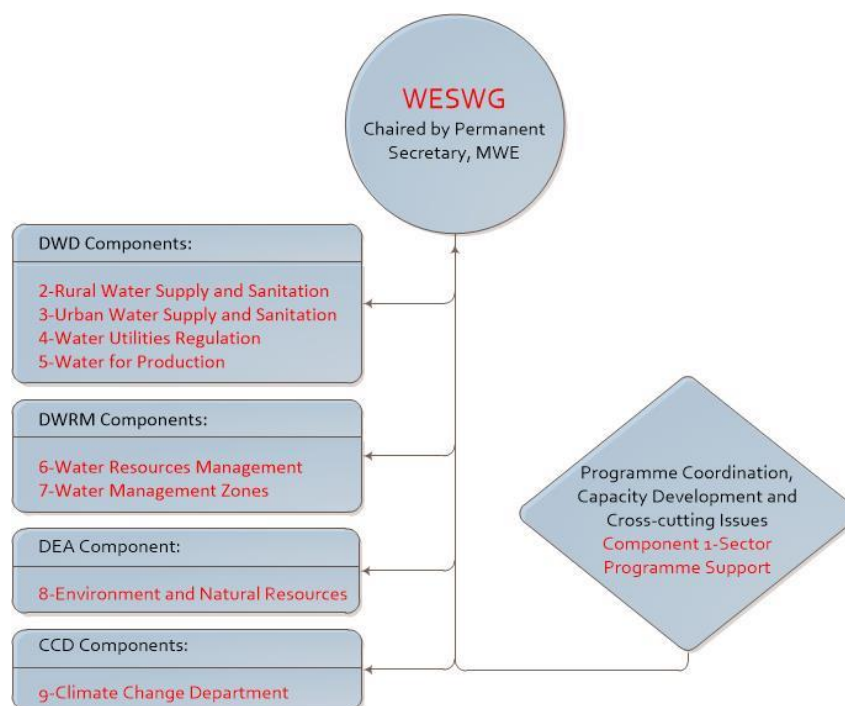 WESWG
Chaired by Permanent
Secretary, MWE
DWD Components:
2-Rural Water Supply and Sanitation
3-Urban Water Supply and Sanitation
4-Water Utilities Regulation
5-Water for Production
DWRM Components:
6-Water Resources Management
7-Water Management Zones
DEA Component:
8-Environment and Natural Resources
CCD Components:
9-Climate Change Department
Programme Coordination,
Capacity Development and
Cross-cutting Issues
Component 1-Sector
Programme Support